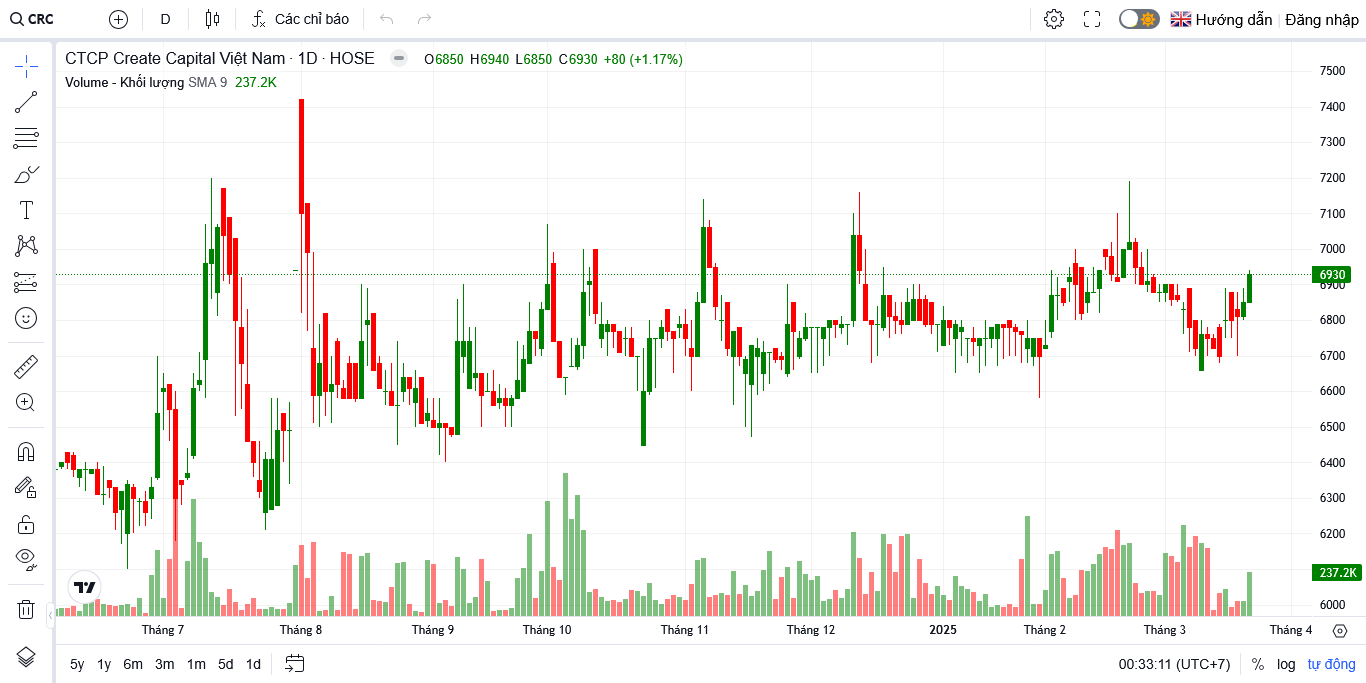 CRC D Các chỉ báo Hướng dẫn Đăng nhập
CTCP Create Capital Việt Nam · 1D · HOSE O6850 H6940 L6850 C6930 +80 (+1.17%)
Volume - Khối lượng SMA 9 237.2K
7500
7400
7300
7200
7100
7000
6930
6900
6800
6700
6600
6500
6400
6300
6200
237.2K
6000
Tháng 7 Tháng 8 Tháng 9 Tháng 10 Tháng 11 Tháng 12 2025 Tháng 2 Tháng 3 Tháng 4
5y 1y 6m 3m 1m 5d 1d 00:33:11 (UTC+7) % log tự động